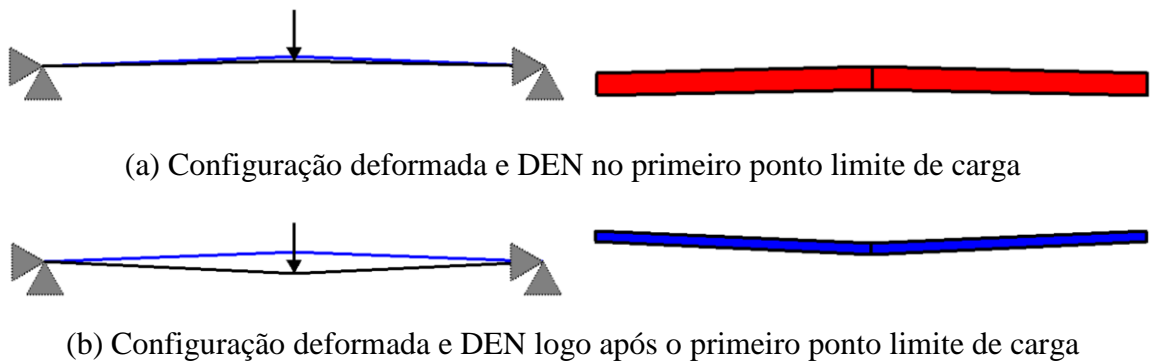 (a) Configuração deformada e DEN no primeiro ponto limite de carga
(b) Configuração deformada e DEN logo após o primeiro ponto limite de carga